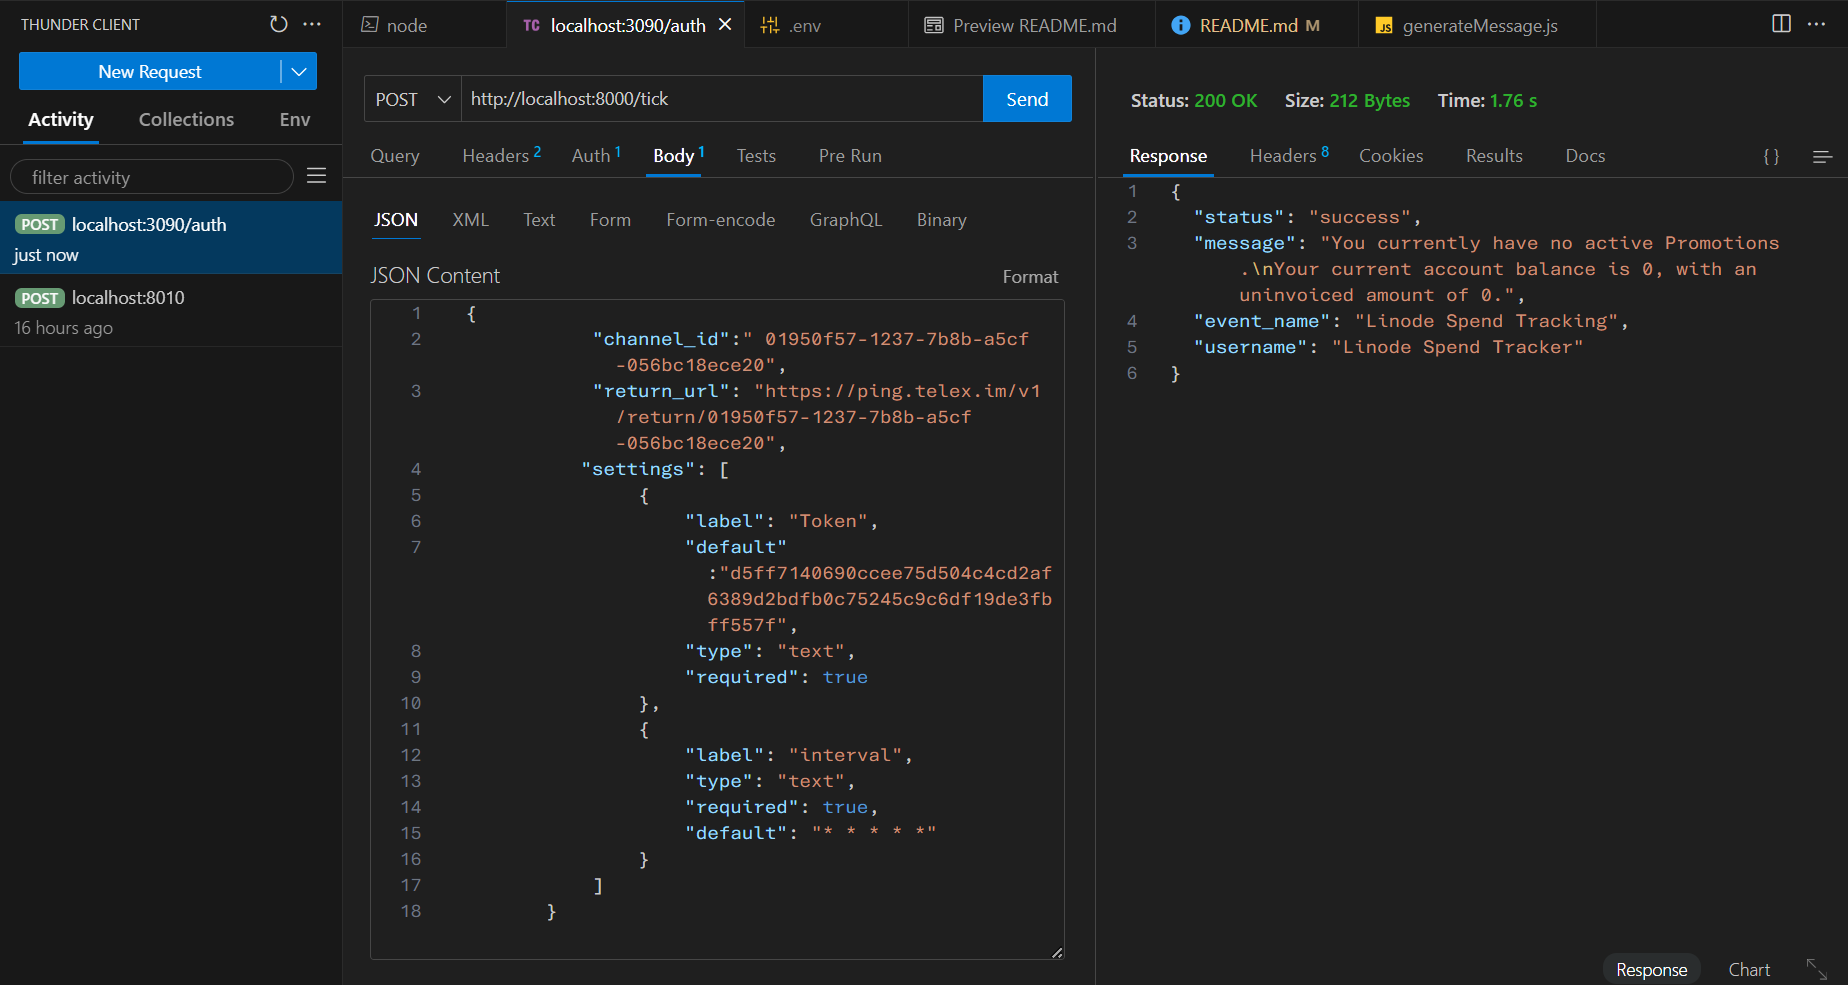 THUNDER CLIENT
New Request
Activity Collections Env
filter activity
POST localhost:3090/auth
just now
POST localhost:8010
16 hours ago
node
TC localhost:3090/auth
.env
Preview README.md
README.md M
JS generateMessage.js
POST http://localhost:8000/tick Send
Query Headers 2 Auth 1 Body 1 Tests Pre Run
JSON XML Text Form Form-encode GraphQL Binary
JSON Content Format
1 {
2 "channel_id":" 01950f57-1237-7b8b-a5cf
-056bc18ece20",
3 "return_url": "https://ping.telex.im/v1
/return/01950f57-1237-7b8b-a5cf
-056bc18ece20",
4 "settings": [
5 {
6 "label": "Token",
7 "default"
:"d5ff7140690ccee75d504c4cd2af
6389d2bdfb0c75245c9c6df19de3fb
ff557f",
8 "type": "text",
9 "required": true
10 },
11 {
12 "label": "interval",
13 "type": "text",
14 "required": true,
15 "default": "* * * * *"
16 }
17 ]
18 }
Status: 200 OK Size: 212 Bytes Time: 1.76 s
Response Headers 8 Cookies Results Docs { }
1 {
2 "status": "success",
3 "message": "You currently have no active Promotions
.\nYour current account balance is 0, with an
uninvoiced amount of 0.",
4 "event_name": "Linode Spend Tracking",
5 "username": "Linode Spend Tracker"
6 }
Response Chart